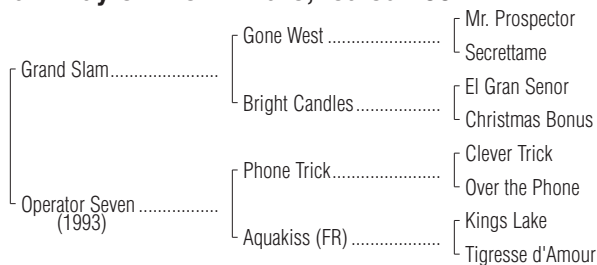 Gone West
Mr. Prospector
Secrettame
Grand Slam
Bright Candles
El Gran Senor
Christmas Bonus
Phone Trick
Clever Trick
Over the Phone
Operator Seven
(1993)
Aquakiss (FR)
Kings Lake
Tigresse d'Amour